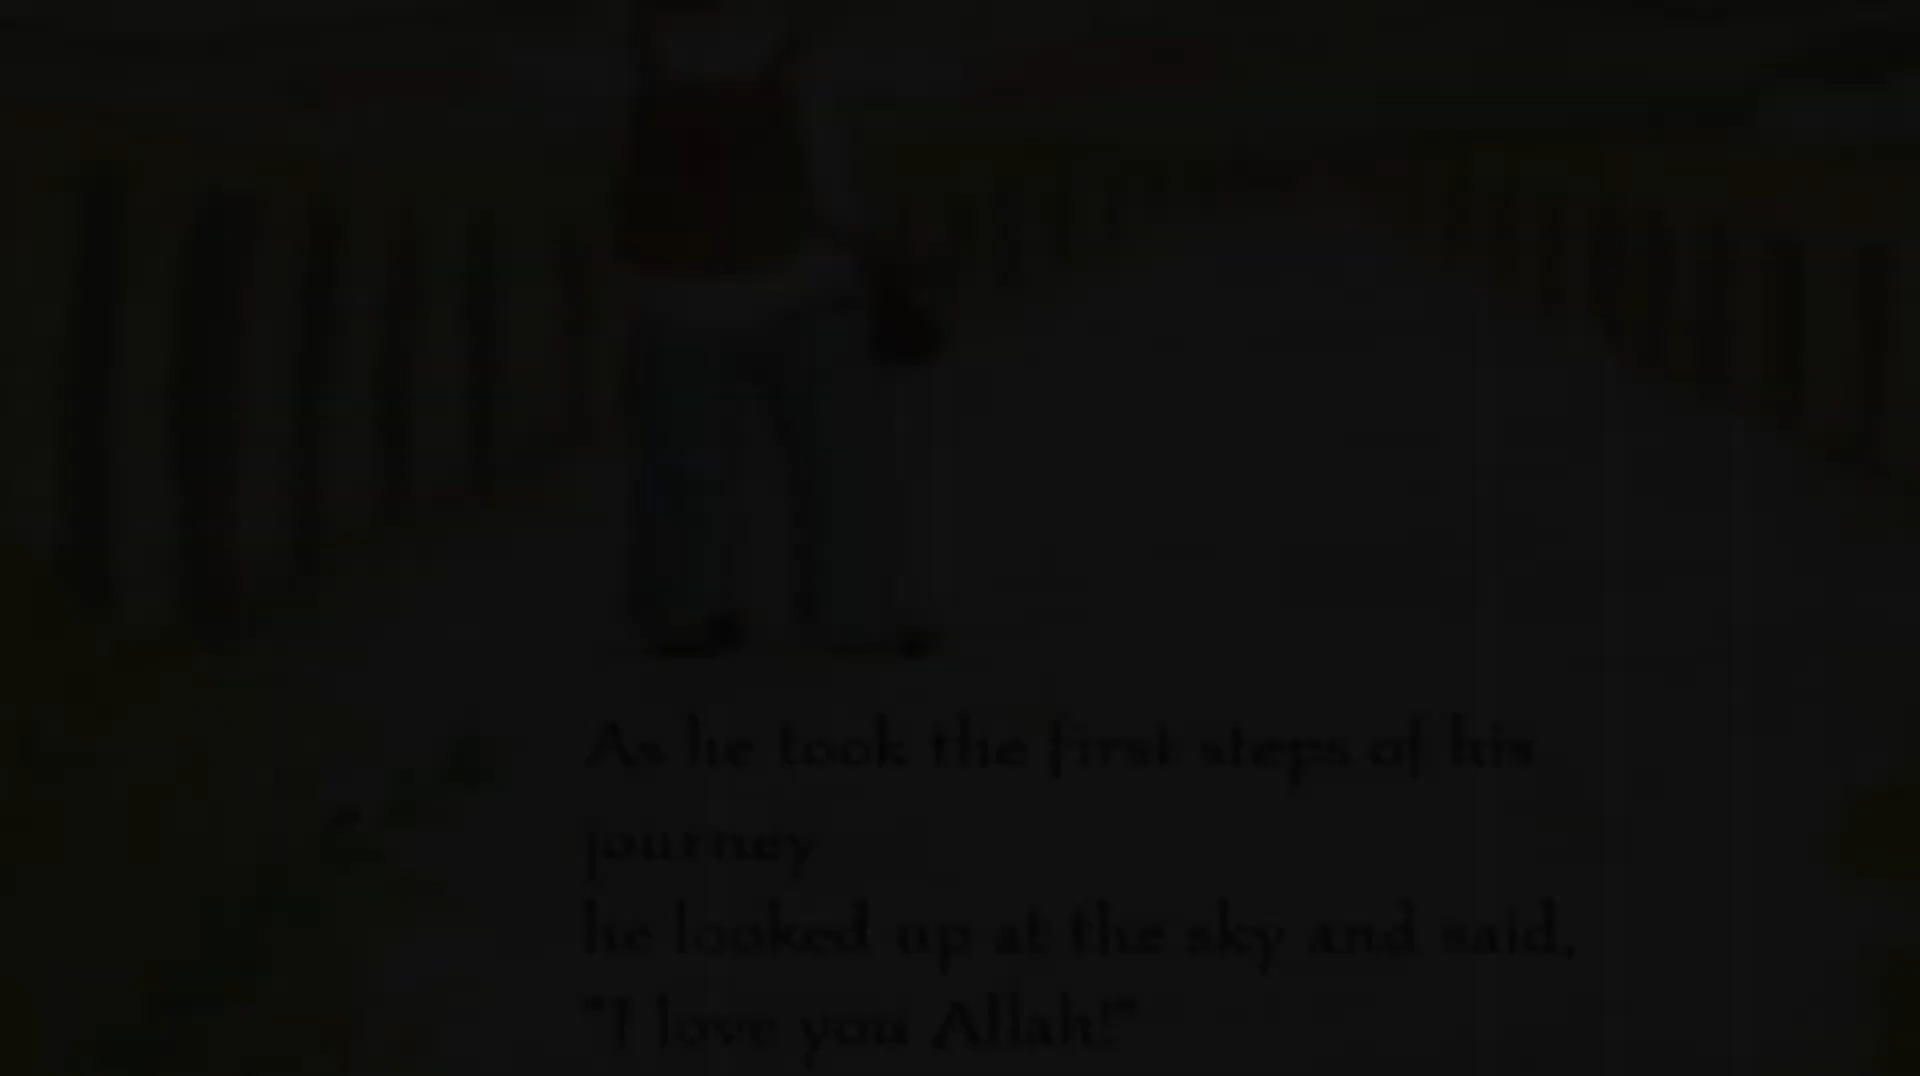 As he took the first steps of his
journey
he looked up at the sky and said,
"I love you Allah!"